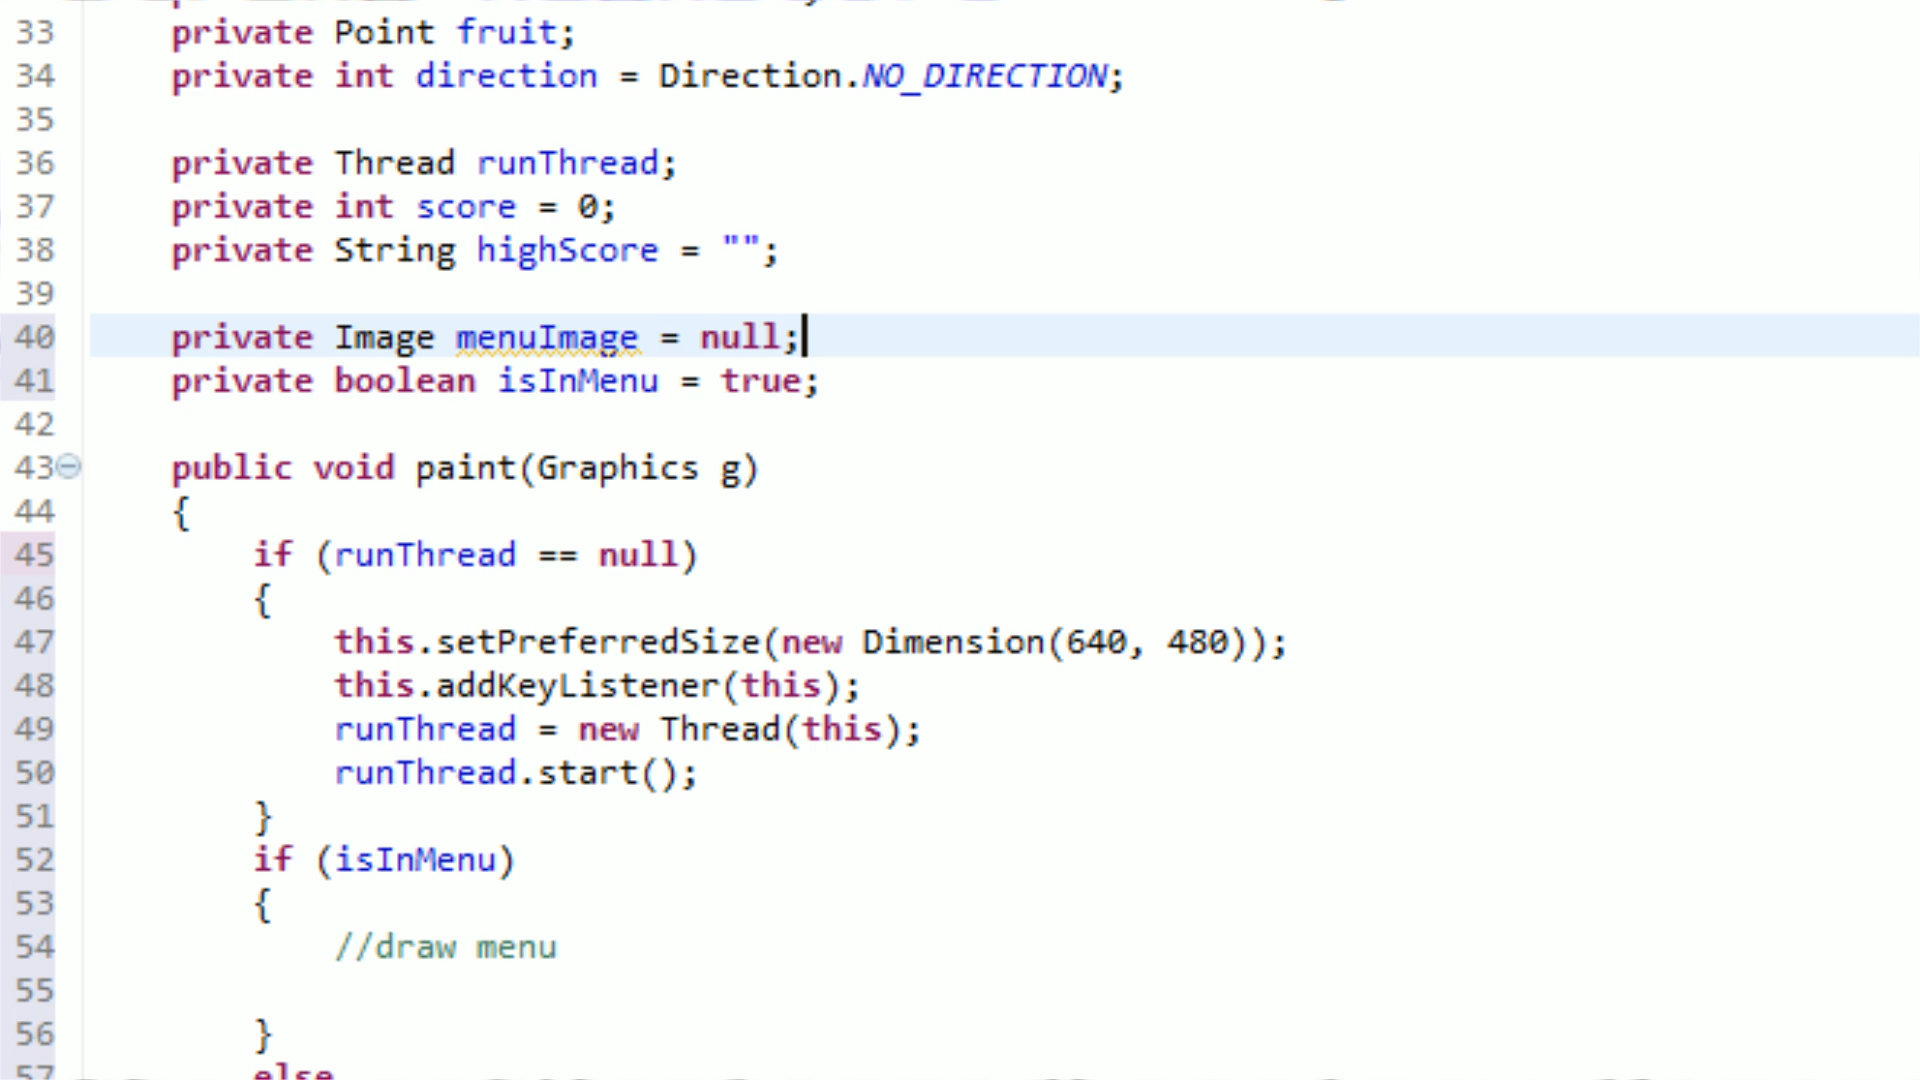 33 private Point fruit;
34 private int direction = Direction.NO_DIRECTION;
35
36 private Thread runThread;
37 private int score = 0;
38 private String highScore = "";
39
40 private Image menuImage = null;
41 private boolean isInMenu = true;
42
43 public void paint(Graphics g)
44 {
45 if (runThread == null)
46 {
47 this.setPreferredSize(new Dimension(640, 480));
48 this.addKeyListener(this);
49 runThread = new Thread(this);
50 runThread.start();
51 }
52 if (isInMenu)
53 {
54 //draw menu
55
56 }
57 else